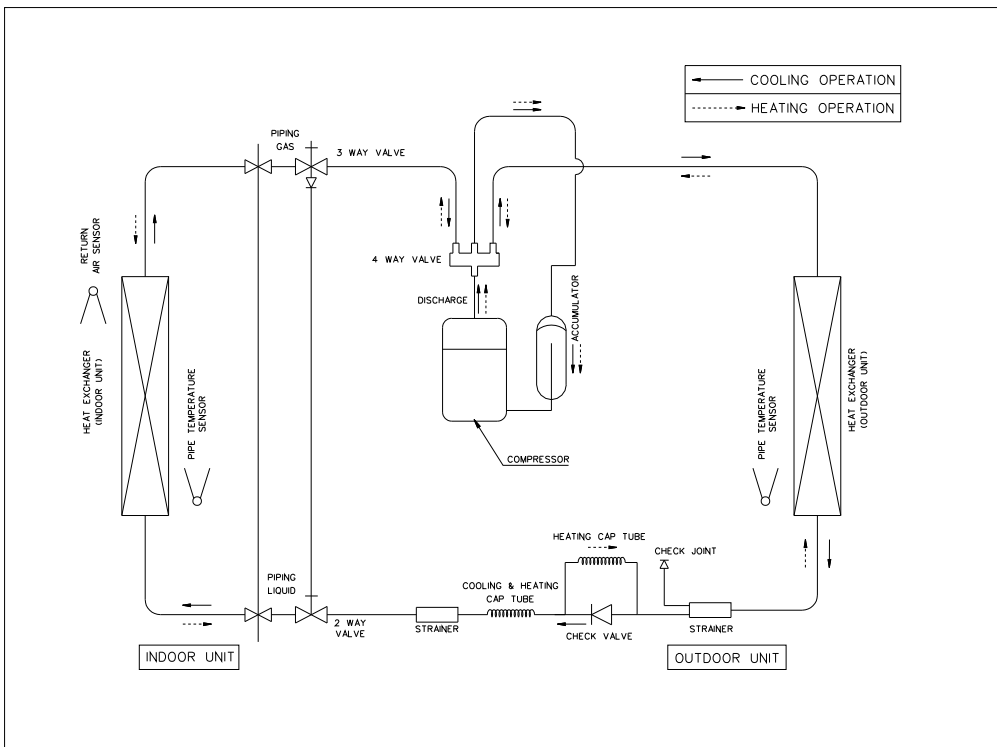 COOLING OPERATION
HEATING OPERATION
PIPING
GAS
3 WAY VALVE
RETURN
AIR SENSOR
4 WAY VALVE
DISCHARGE
ACCUMULATOR
HEAT EXCHANGER
(INDOOR UNIT)
PIPE TEMPERATURE
SENSOR
PIPE TEMPERATURE
SENSOR
HEAT EXCHANGER
(OUTDOOR UNIT)
COMPRESSOR
HEATING CAP TUBE
CHECK JOINT
PIPING
LIQUID
COOLING & HEATING
CAP TUBE
2 WAY
VALVE
STRAINER
CHECK VALVE
STRAINER
INDOOR UNIT
OUTDOOR UNIT